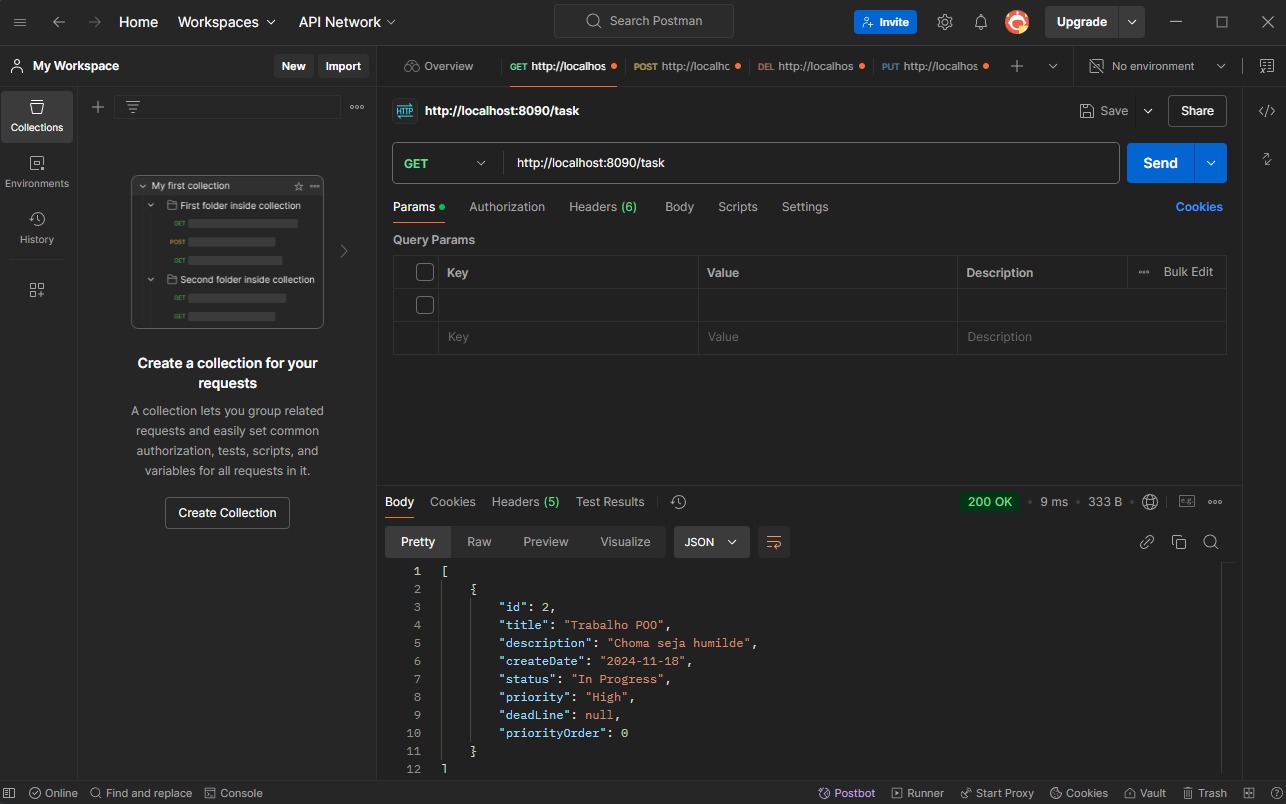 Home Workspaces API Network Search Postman Invite Upgrade
My Workspace New Import Overview GET http://localhos POST http://localhc DEL http://localhos PUT http://localhos No environment
Collections
Environments
History
My first collection
First folder inside collection
GET
POST
GET
Second folder inside collection
GET
GET
Create a collection for your
requests
A collection lets you group related
requests and easily set common
authorization, tests, scripts, and
variables for all requests in it.
Create Collection
HTTP http://localhost:8090/task Save Share
GET http://localhost:8090/task Send
Params Authorization Headers (6) Body Scripts Settings Cookies
Query Params
Key Value Description Bulk Edit
Key Value Description
Body Cookies Headers (5) Test Results 200 OK 9 ms 333 B e.g.
Pretty Raw Preview Visualize JSON
1 [
2 {
3 "id": 2,
4 "title": "Trabalho POO",
5 "description": "Choma seja humilde",
6 "createDate": "2024-11-18",
7 "status": "In Progress",
8 "priority": "High",
9 "deadLine": null,
10 "priorityOrder": 0
11 }
12 ]
Online Find and replace Console Postbot Runner Start Proxy Cookies Vault Trash